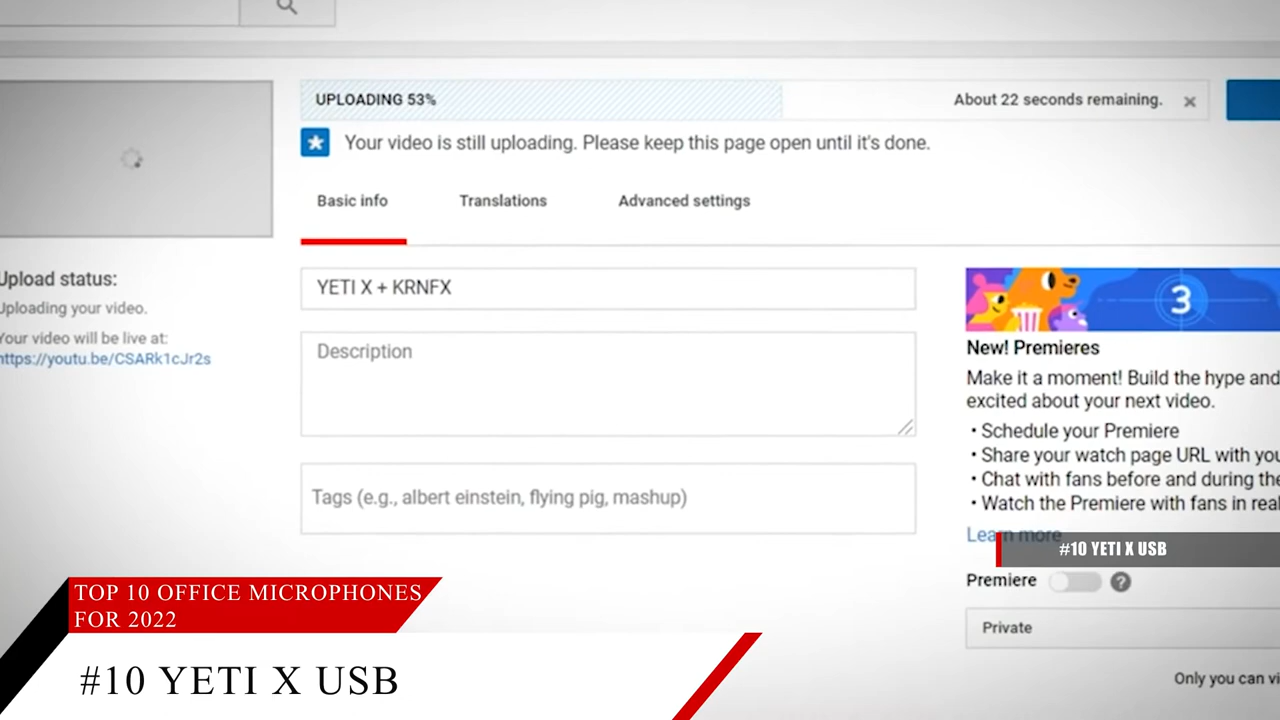 UPLOADING 53%
About 22 seconds remaining.
Your video is still uploading. Please keep this page open until it's done.
Basic info
Translations
Advanced settings
Upload status:
Uploading your video.
Your video will be live at:
https://youtu.be/CSARk1cJr2s
YETI X + KRNFX
Description
Tags (e.g., albert einstein, flying pig, mashup)
3
New! Premieres
Make it a moment! Build the hype and
excited about your next video.
• Schedule your Premiere
• Share your watch page URL with
• Chat with fans before and during
• Watch the Premiere with fans in
Learn more
#10 YETI X USB
Premiere
?
Private
Only you can
TOP 10 OFFICE MICROPHONES
FOR 2022
#10 YETI X USB